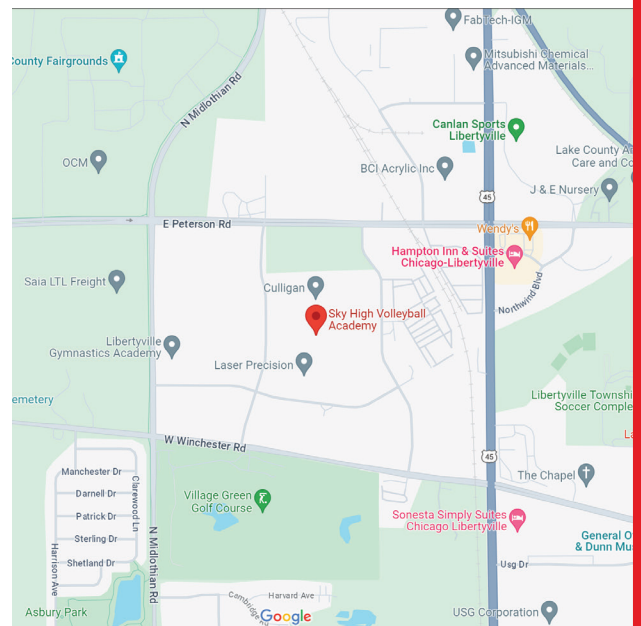 FabTech-IGM
County Fairgrounds
Mitsubishi Chemical
Advanced Materials...
N Midlothian Rd
Canlan Sports
Libertyville
OCM
BCI Acrylic Inc
Lake County A
Care and Co
J & E Nursery
45
E Peterson Rd
Wendy's
Hampton Inn & Suites
Chicago-Libertyville
Saia LTL Freight
Culligan
Northwind Blvd
Sky High Volleyball
Academy
Libertyville
Gymnastics Academy
Laser Precision
emetery
Libertyville Townshi
Soccer Comple
La
W Winchester Rd
45
Manchester Dr
The Chapel
Darnell Dr
Clarewood Ln
Village Green
Golf Course
Patrick Dr
Sonesta Simply Suites
Chicago Libertyville
Sterling Dr
N Midlothian Rd
General O
& Dunn Mus
Harrison Ave
Shetland Dr
Usg Dr
Harvard Ave
Asbury Park
Google
USG Corporation